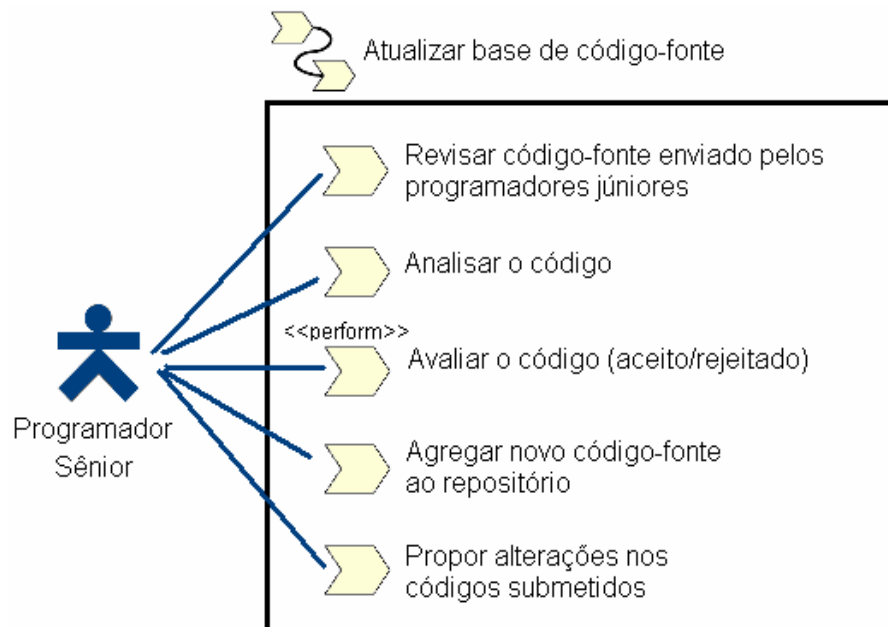 Atualizar base de código-fonte
Revisar código-fonte enviado pelos
programadores júniores
Analisar o código
<<perform>>
Avaliar o código (aceito/rejeitado)
Programador
Sênior
Agregar novo código-fonte
ao repositório
Propor alterações nos
códigos submetidos